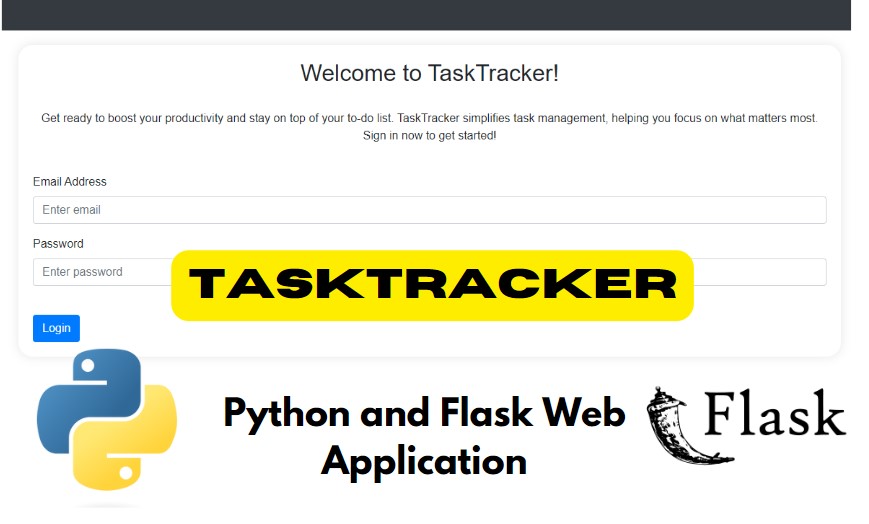 Welcome to TaskTracker!
Get ready to boost your productivity and stay on top of your to-do list. TaskTracker simplifies task management, helping you focus on what matters most.
Sign in now to get started!
Email Address
Enter email
Password
Enter password
TASKTRACKER
Login
Python and Flask Web
Application
Flask